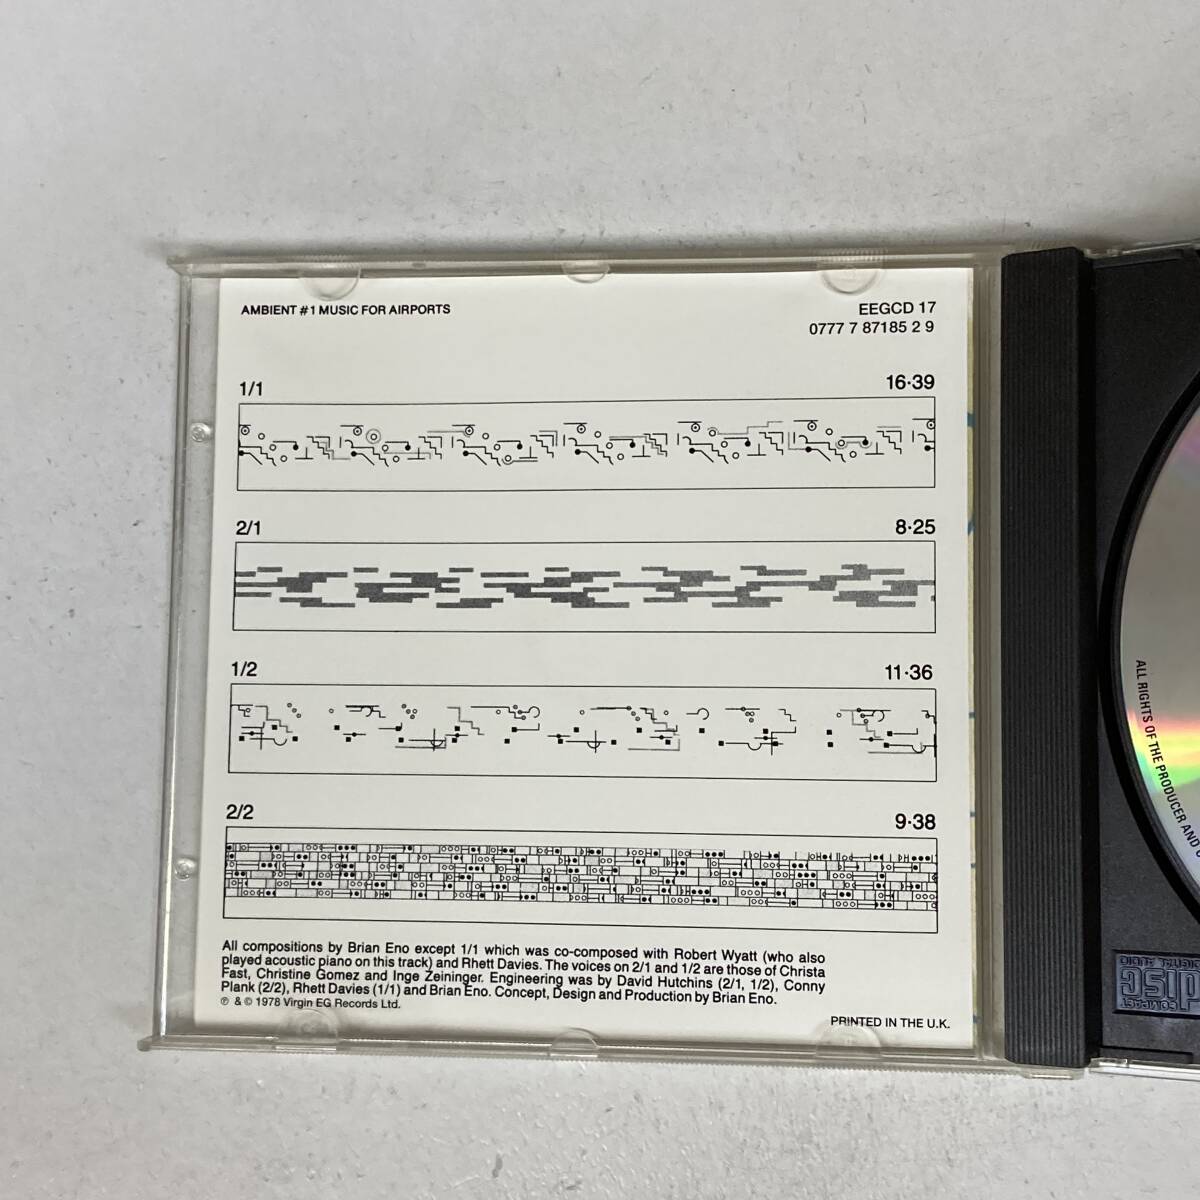 AMBIENT #1 MUSIC FOR AIRPORTS
EEGCD 17
0777 7 87185 2 9
1/1
16·39
2/1
8·25
1/2
11·36
2/2
9·38
All compositions by Brian Eno except 1/1 which was co-composed with Robert Wyatt (who also
played acoustic piano on this track) and Rhett Davies. The voices on 2/1 and 1/2 are those of Christa
Fast, Christine Gomez and Inge Zeininger. Engineering was by David Hutchins (2/1, 1/2), Conny
Plank (2/2), Rhett Davies (1/1) and Brian Eno. Concept, Design and Production by Brian Eno.
℗ & © 1978 Virgin EG Records Ltd.
PRINTED IN THE U.K.
ALL RIGHTS OF THE PRODUCER AND
COMPACT
disc
DIGITAL AUDIO